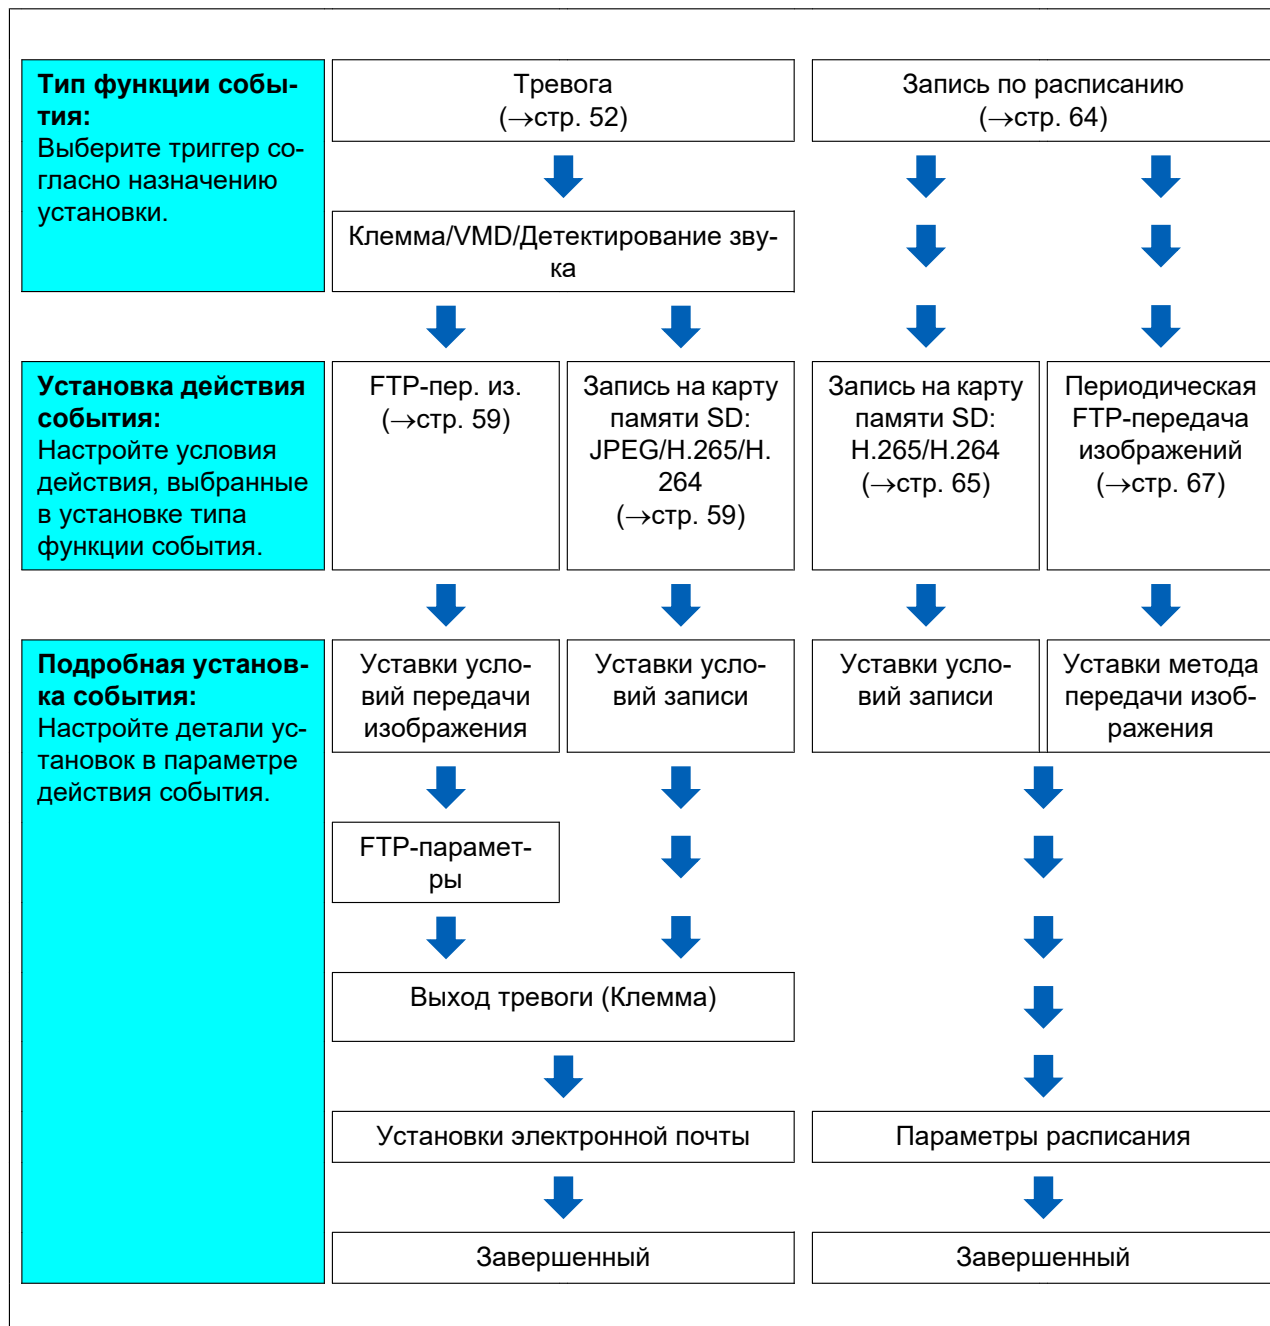 Тип функции собы-
тия:
Выберите триггер со-
гласно назначению
установки.
Тревога
(→стр. 52)
Запись по расписанию
(→стр. 64)
Клемма/VMD/Детектирование зву-
ка
Установка действия
события:
Настройте условия
действия, выбранные
в установке типа
функции события.
FTP-пер. из.
(→стр. 59)
Запись на карту
памяти SD:
JPEG/H.265/H.
264
(→стр. 59)
Запись на карту
памяти SD:
H.265/H.264
(→стр. 65)
Периодическая
FTP-передача
изображений
(→стр. 67)
Подробная установ-
ка события:
Настройте детали ус-
тановок в параметре
действия события.
Уставки усло-
вий передачи
изображения
Уставки усло-
вий записи
Уставки усло-
вий записи
Уставки метода
передачи изоб-
ражения
FTP-парамет-
ры
Выход тревоги (Клемма)
Установки электронной почты
Параметры расписания
Завершенный
Завершенный